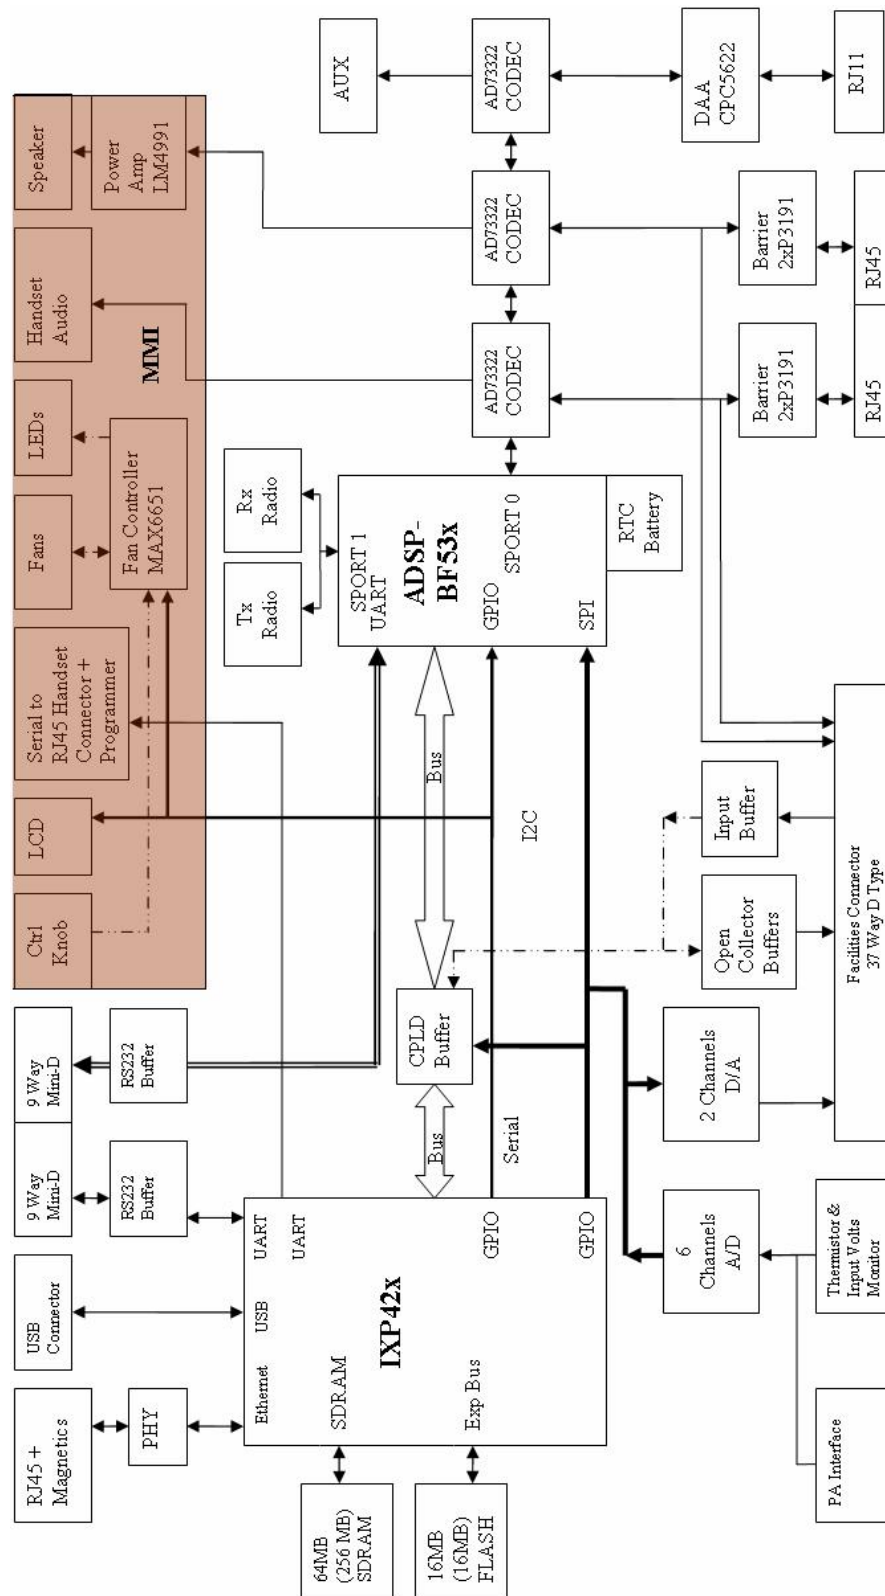 RJ45 +
Magnetics
USB
Connector
9 Way
Mini-D
9 Way
Mini-D
Ctrl
Knob
LCD
Serial to
RJ45 Handset
Connector +
Programmer
Fans
LEDs
Handset
Audio
Speaker
PHY
RS232
Buffer
RS232
Buffer
Fan Controller
MAX6651
MMI
Power
Amp
LM4991
Ethernet
USB
UART
UART
SDRAM
IXP42x
Exp Bus
GPIO
GPIO
64MB
(256 MB)
SDRAM
16MB
(16MB)
FLASH
Bus
CPLD
Buffer
Bus
Serial
I2C
Tx
Radio
Rx
Radio
SPORT 1
UART
ADSP-
BF53x
GPIO
SPORT 0
SPI
RTC
Battery
AUX
AD73322
CODEC
AD73322
CODEC
AD73322
CODEC
6
Channels
A/D
2 Channels
D/A
Open
Collector
Buffers
Input
Buffer
Barrier
2xP3191
Barrier
2xP3191
DAA
CPC5622
PA Interface
Thermistor &
Input Volts
Monitor
Facilities Connector
37 Way D Type
RJ45
RJ45
RJ11